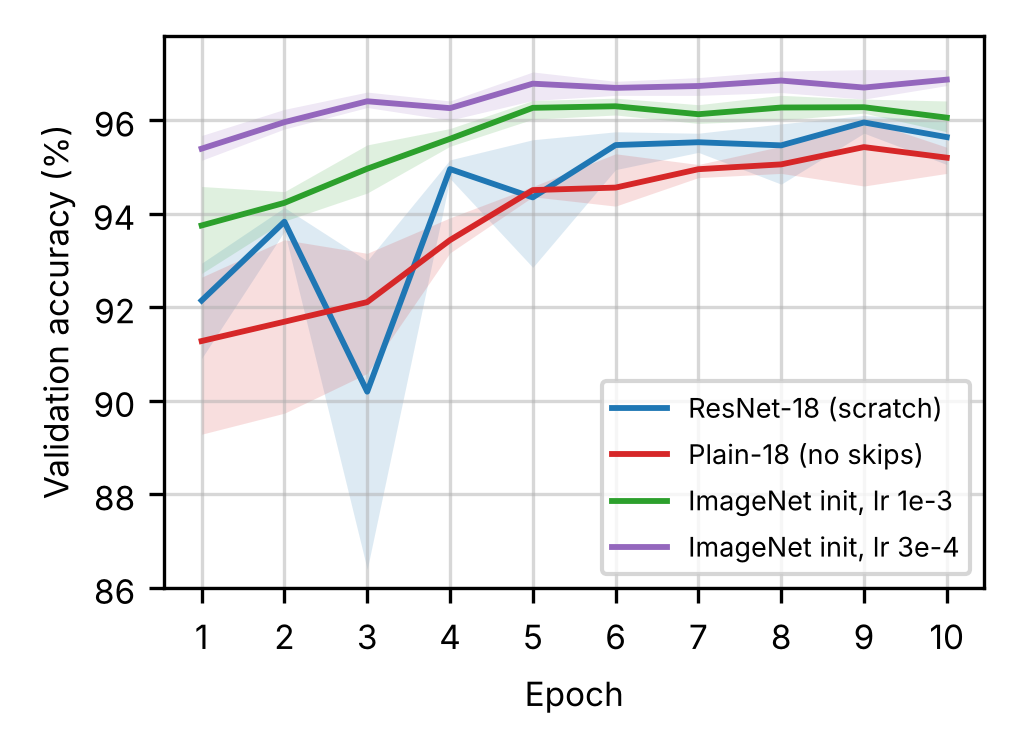 Validation accuracy (%)
96
94
92
90
88
86
ResNet-18 (scratch)
Plain-18 (no skips)
ImageNet init, lr 1e-3
ImageNet init, lr 3e-4
1 2 3 4 5 6 7 8 9 10
Epoch